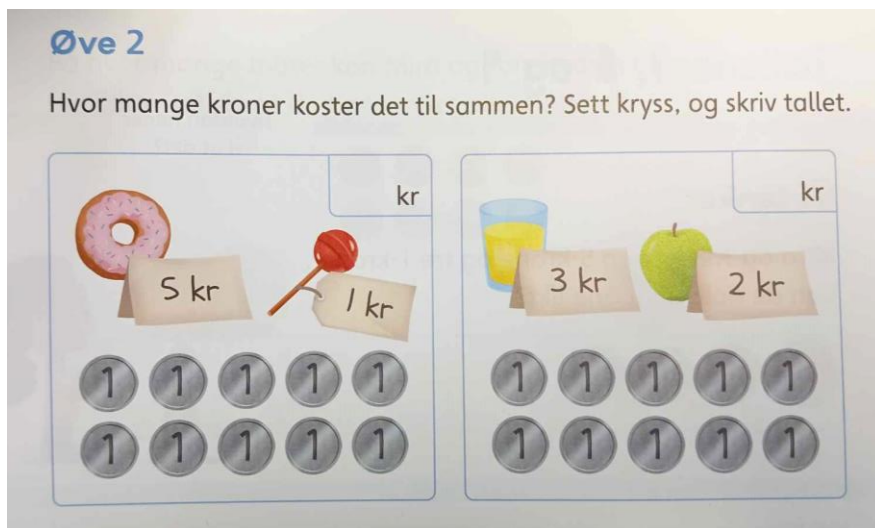 Øve 2
Hvor mange kroner koster det til sammen? Sett kryss, og skriv tallet.
kr
5 kr
1 kr
1 1 1 1 1
1 1 1 1 1
kr
3 kr
2 kr
1 1 1 1 1
1 1 1 1 1